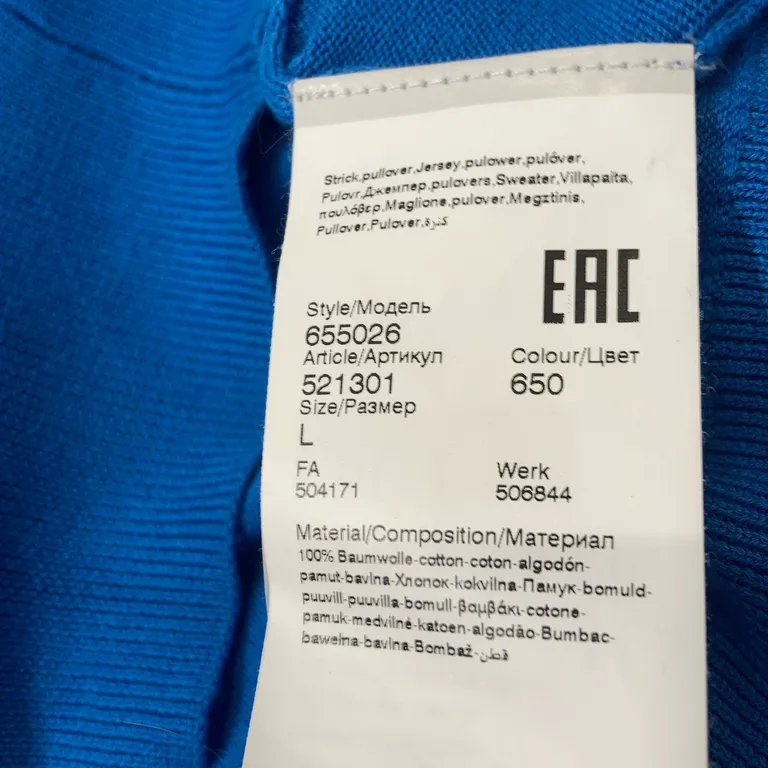 Strick,pullover,Jersey,pulower,pulóver,
Pulovr,Джемпер,pulovers,Sweater,Villapaita,
πουλόβερ,Maglione,pulover,Megztinis,
Pullover,Pulover,كنزة
EAC
Style/Модель
655026
Article/Артикул Colour/Цвет
521301 650
Size/Размер
L
FA Werk
504171 506844
Material/Composition/Материал
100% Baumwolle-cotton-coton-algodón-
pamut-bavlna-Хлопок-kokvilna-Памук-bomuld-
puuvill-puuvilla-bomull-βαμβάκι-cotone-
pamuk-medvilnė-katoen-algodão-Bumbac-
bawełna-bavlna-Bombaž-قطن